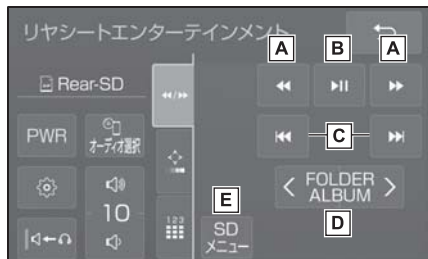 リヤシートエンターテインメント
A
B
A
Rear-SD
C
PWR
オーディオ選択
FOLDER
ALBUM
D
10
123
E
SD
メニュー